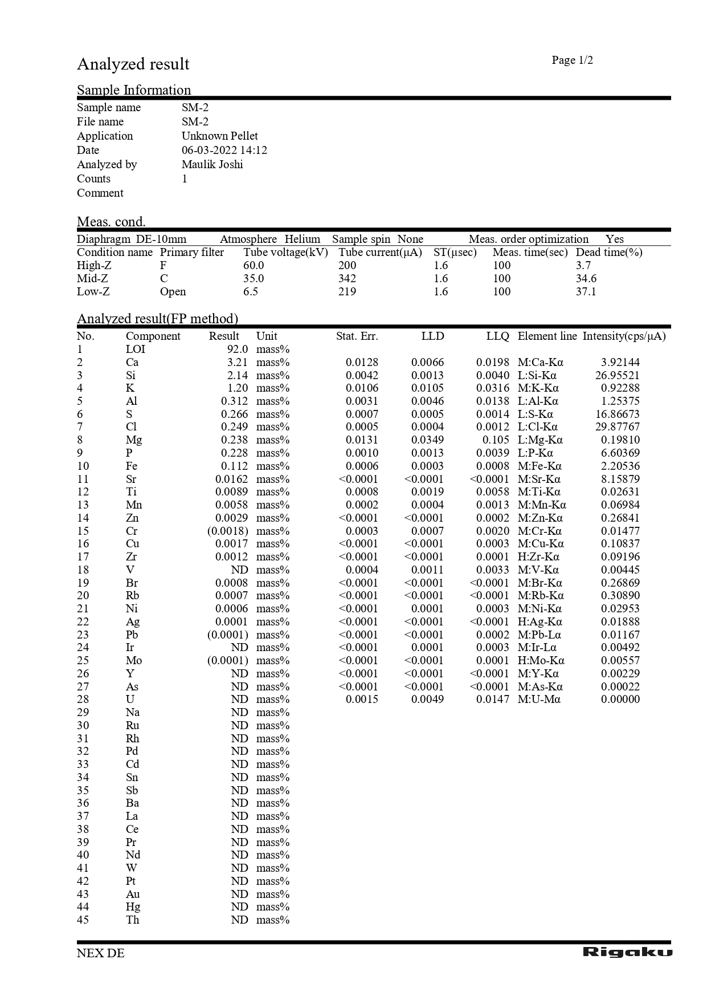 Analyzed result
Page 1/2
Sample Information
Sample name SM-2
File name SM-2
Application Unknown Pellet
Date 06-03-2022 14:12
Analyzed by Maulik Joshi
Counts 1
Comment
Meas. cond.
Diaphragm DE-10mm Atmosphere Helium Sample spin None Meas. order optimization Yes
Condition name Primary filter Tube voltage(kV) Tube current(μA) ST(μsec) Meas. time(sec) Dead time(%)
High-Z F 60.0 200 1.6 100 3.7
Mid-Z C 35.0 342 1.6 100 34.6
Low-Z Open 6.5 219 1.6 100 37.1
Analyzed result(FP method)
No. Component Result Unit Stat. Err. LLD LLQ Element line Intensity(cps/μA)
1 LOI 92.0 mass%
2 Ca 3.21 mass% 0.0128 0.0066 0.0198 M:Ca-Kα 3.92144
3 Si 2.14 mass% 0.0042 0.0013 0.0040 L:Si-Kα 26.95521
4 K 1.20 mass% 0.0106 0.0105 0.0316 M:K-Kα 0.92288
5 Al 0.312 mass% 0.0031 0.0046 0.0138 L:Al-Kα 1.25375
6 S 0.266 mass% 0.0007 0.0005 0.0014 L:S-Kα 16.86673
7 Cl 0.249 mass% 0.0005 0.0004 0.0012 L:Cl-Kα 29.87767
8 Mg 0.238 mass% 0.0131 0.0349 0.105 L:Mg-Kα 0.19810
9 P 0.228 mass% 0.0010 0.0013 0.0039 L:P-Kα 6.60369
10 Fe 0.112 mass% 0.0006 0.0003 0.0008 M:Fe-Kα 2.20536
11 Sr 0.0162 mass% <0.0001 <0.0001 <0.0001 M:Sr-Kα 8.15879
12 Ti 0.0089 mass% 0.0008 0.0019 0.0058 M:Ti-Kα 0.02631
13 Mn 0.0058 mass% 0.0002 0.0004 0.0013 M:Mn-Kα 0.06984
14 Zn 0.0029 mass% <0.0001 <0.0001 0.0002 M:Zn-Kα 0.26841
15 Cr (0.0018) mass% 0.0003 0.0007 0.0020 M:Cr-Kα 0.01477
16 Cu 0.0017 mass% <0.0001 <0.0001 0.0003 M:Cu-Kα 0.10837
17 Zr 0.0012 mass% <0.0001 <0.0001 0.0001 H:Zr-Kα 0.09196
18 V ND mass% 0.0004 0.0011 0.0033 M:V-Kα 0.00445
19 Br 0.0008 mass% <0.0001 <0.0001 <0.0001 M:Br-Kα 0.26869
20 Rb 0.0007 mass% <0.0001 <0.0001 <0.0001 M:Rb-Kα 0.30890
21 Ni 0.0006 mass% <0.0001 0.0001 0.0003 M:Ni-Kα 0.02953
22 Ag 0.0001 mass% <0.0001 <0.0001 <0.0001 H:Ag-Kα 0.01888
23 Pb (0.0001) mass% <0.0001 <0.0001 0.0002 M:Pb-Lα 0.01167
24 Ir ND mass% <0.0001 0.0001 0.0003 M:Ir-Lα 0.00492
25 Mo (0.0001) mass% <0.0001 <0.0001 0.0001 H:Mo-Kα 0.00557
26 Y ND mass% <0.0001 <0.0001 <0.0001 M:Y-Kα 0.00229
27 As ND mass% <0.0001 <0.0001 <0.0001 M:As-Kα 0.00022
28 U ND mass% 0.0015 0.0049 0.0147 M:U-Mα 0.00000
29 Na ND mass%
30 Ru ND mass%
31 Rh ND mass%
32 Pd ND mass%
33 Cd ND mass%
34 Sn ND mass%
35 Sb ND mass%
36 Ba ND mass%
37 La ND mass%
38 Ce ND mass%
39 Pr ND mass%
40 Nd ND mass%
41 W ND mass%
42 Pt ND mass%
43 Au ND mass%
44 Hg ND mass%
45 Th ND mass%
NEX DE Rigaku